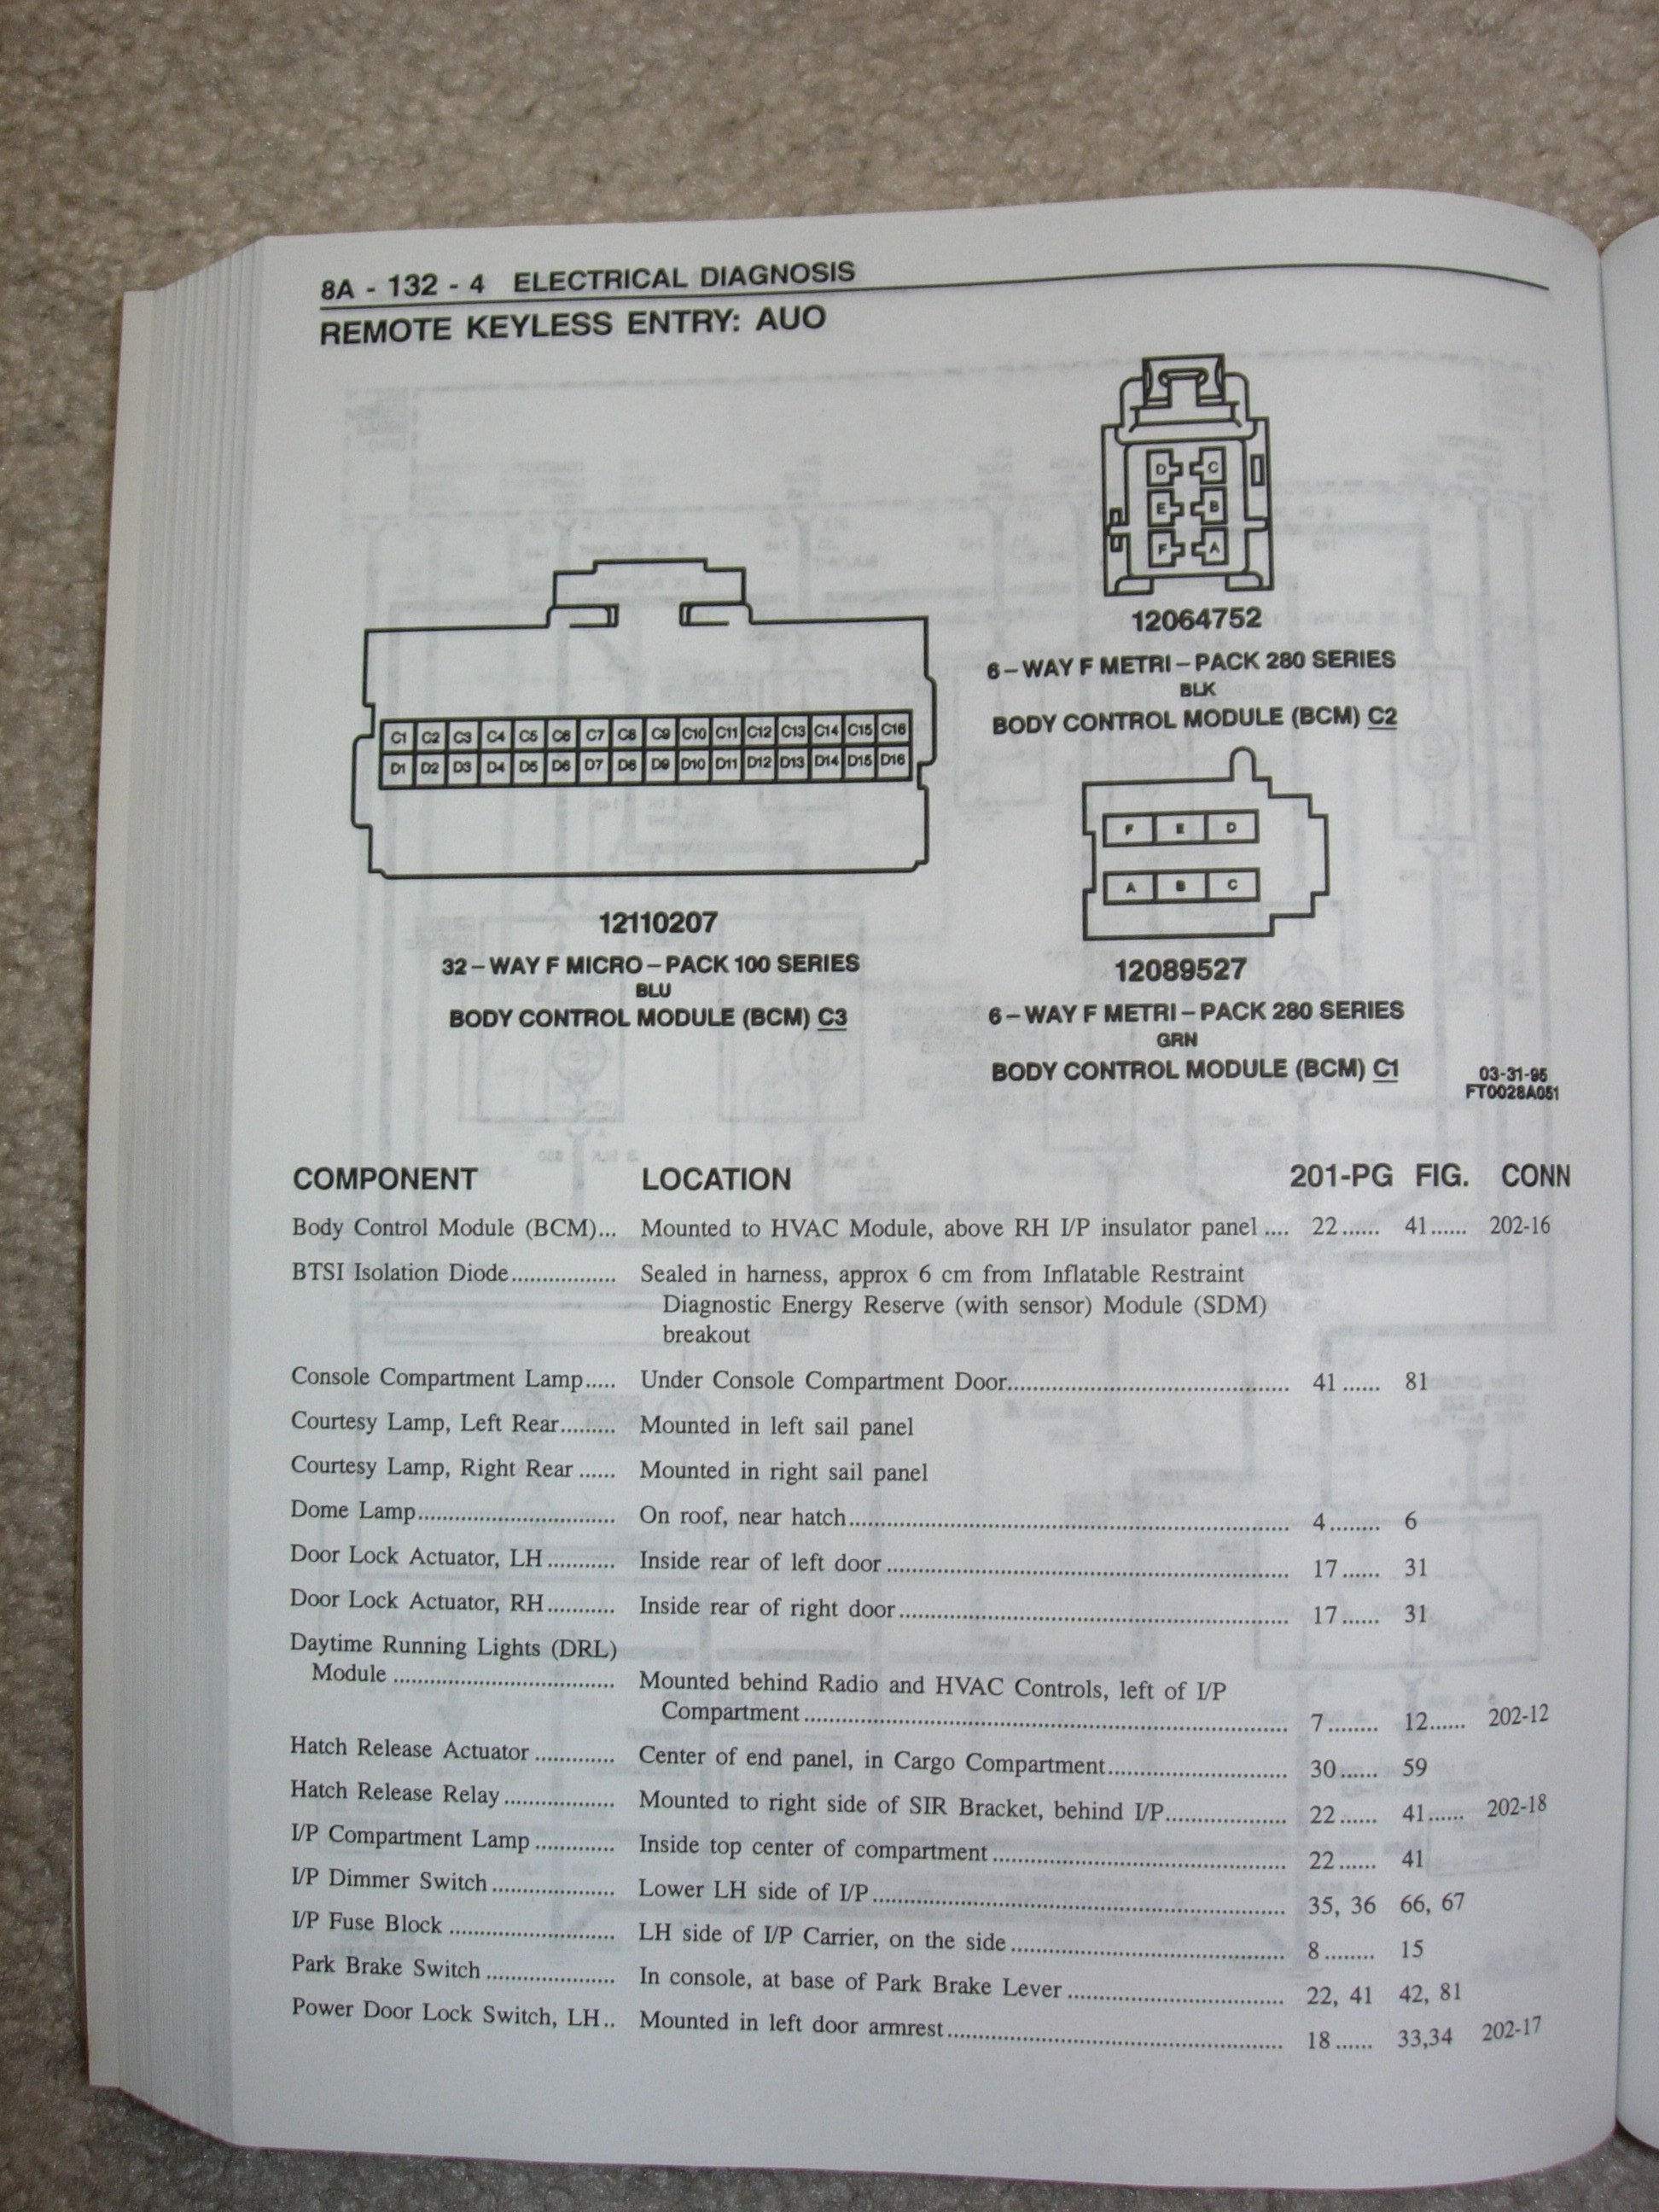 8A - 132 - 4 ELECTRICAL DIAGNOSIS
REMOTE KEYLESS ENTRY: AUO
D C
E B
F A
12064752
6-WAY F METRI-PACK 280 SERIES
BLK
BODY CONTROL MODULE (BCM) C2
C1 C2 C3 C4 C5 C6 C7 C8 C9 C10 C11 C12 C13 C14 C15 C16
D1 D2 D3 D4 D5 D6 D7 D8 D9 D10 D11 D12 D13 D14 D15 D16
12110207
32-WAY F MICRO-PACK 100 SERIES
BLU
BODY CONTROL MODULE (BCM) C3
F E D
A B C
12089527
6-WAY F METRI-PACK 280 SERIES
GRN
BODY CONTROL MODULE (BCM) C1
03-31-95
FT0028A051
COMPONENT LOCATION 201-PG FIG. CONN
Body Control Module (BCM)... Mounted to HVAC Module, above RH I/P insulator panel .... 22...... 41...... 202-16
BTSI Isolation Diode................. Sealed in harness, approx 6 cm from Inflatable Restraint
Diagnostic Energy Reserve (with sensor) Module (SDM)
breakout
Console Compartment Lamp..... Under Console Compartment Door.............................................. 41...... 81
Courtesy Lamp, Left Rear......... Mounted in left sail panel
Courtesy Lamp, Right Rear ...... Mounted in right sail panel
Dome Lamp................................ On roof, near hatch........................................................................ 4........ 6
Door Lock Actuator, LH........... Inside rear of left door.................................................................. 17...... 31
Door Lock Actuator, RH........... Inside rear of right door................................................................ 17...... 31
Daytime Running Lights (DRL)
Module .................................... Mounted behind Radio and HVAC Controls, left of I/P
Compartment............................................................................... 7........ 12...... 202-12
Hatch Release Actuator ............. Center of end panel, in Cargo Compartment............................. 30...... 59
Hatch Release Relay.................. Mounted to right side of SIR Bracket, behind I/P.................... 22...... 41...... 202-18
I/P Compartment Lamp ............. Inside top center of compartment................................................ 22...... 41
I/P Dimmer Switch .................... Lower LH side of I/P.................................................................... 35, 36 66, 67
I/P Fuse Block ........................... LH side of I/P Carrier, on the side............................................. 8........ 15
Park Brake Switch ..................... In console, at base of Park Brake Lever ................................... 22, 41 42, 81
Power Door Lock Switch, LH.. Mounted in left door armrest....................................................... 18...... 33,34 202-17